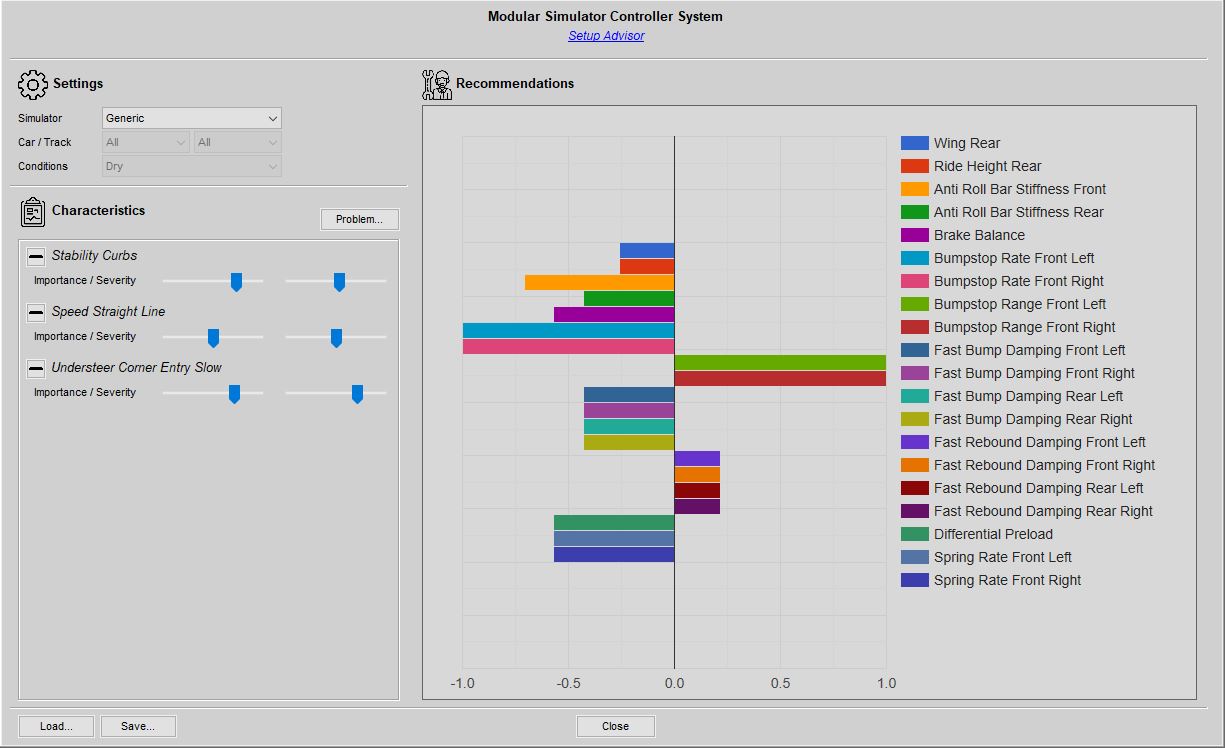 Modular Simulator Controller System
Setup Advisor
Settings
Simulator
Generic
Car / Track
All
All
Conditions
Dry
Characteristics
Problem...
Stability Curbs
Importance / Severity
Speed Straight Line
Importance / Severity
Understeer Corner Entry Slow
Importance / Severity
Recommendations
Wing Rear
Ride Height Rear
Anti Roll Bar Stiffness Front
Anti Roll Bar Stiffness Rear
Brake Balance
Bumpstop Rate Front Left
Bumpstop Rate Front Right
Bumpstop Range Front Left
Bumpstop Range Front Right
Fast Bump Damping Front Left
Fast Bump Damping Front Right
Fast Bump Damping Rear Left
Fast Bump Damping Rear Right
Fast Rebound Damping Front Left
Fast Rebound Damping Front Right
Fast Rebound Damping Rear Left
Fast Rebound Damping Rear Right
Differential Preload
Spring Rate Front Left
Spring Rate Front Right
-1.0 -0.5 0.0 0.5 1.0
Load... Save... Close